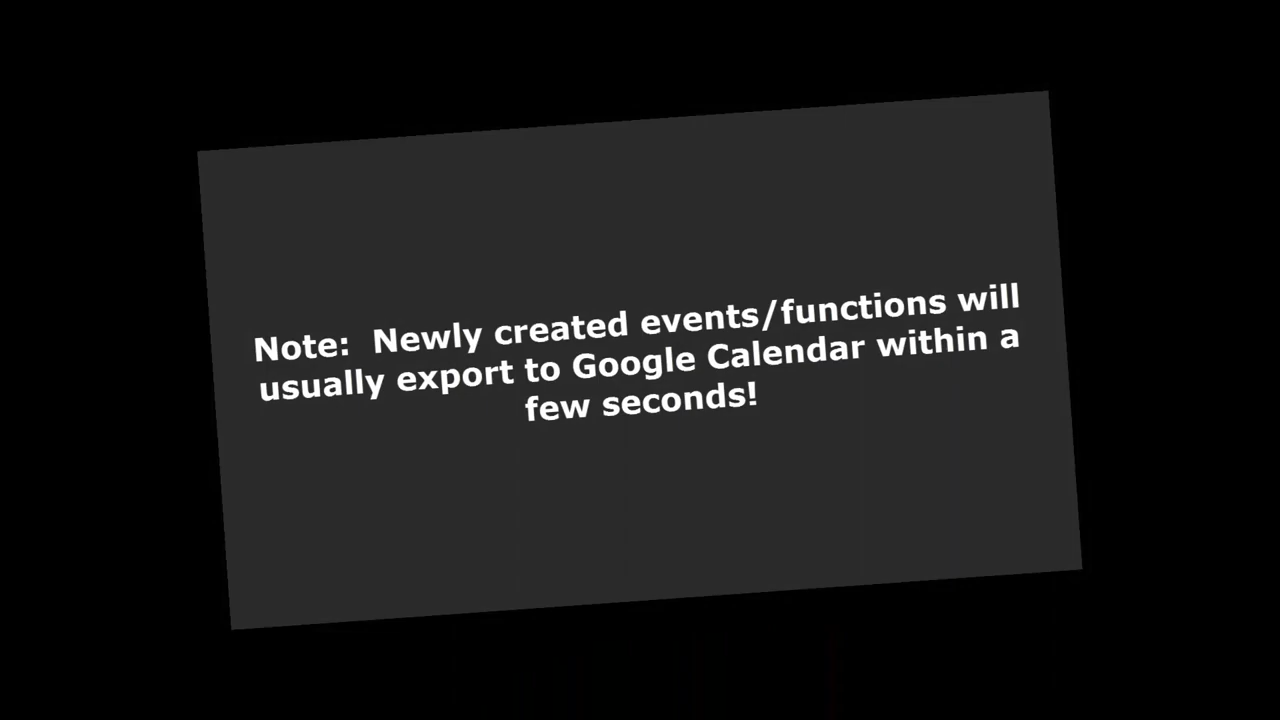 Note:  Newly created events/functions will
usually export to Google Calendar within a
few seconds!